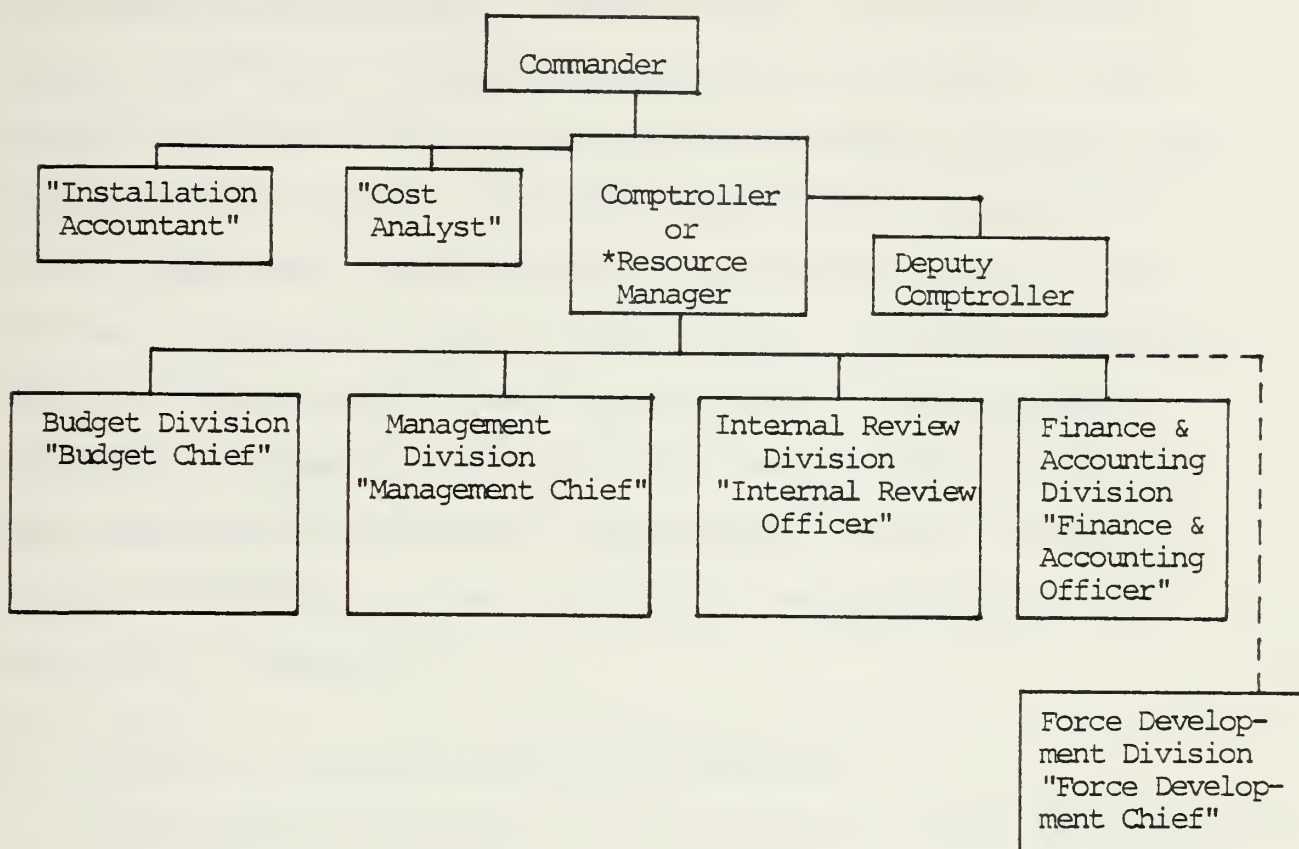 Commander
"Installation
Accountant"
"Cost
Analyst"
Comptroller
or
*Resource
Manager
Deputy
Comptroller
Budget Division
"Budget Chief"
Management
Division
"Management Chief"
Internal Review
Division
"Internal Review
Officer"
Finance &
Accounting
Division
"Finance &
Accounting
Officer"
Force Develop-
ment Division
"Force Develop-
ment Chief"